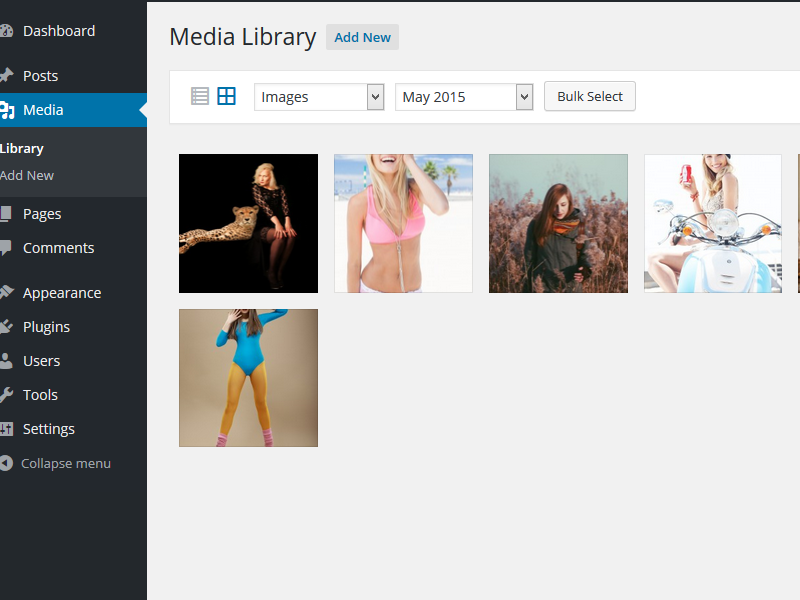 Dashboard
Posts
Media
Library
Add New
Pages
Comments
Appearance
Plugins
Users
Tools
Settings
Collapse menu
Media Library
Add New
Images
May 2015
Bulk Select